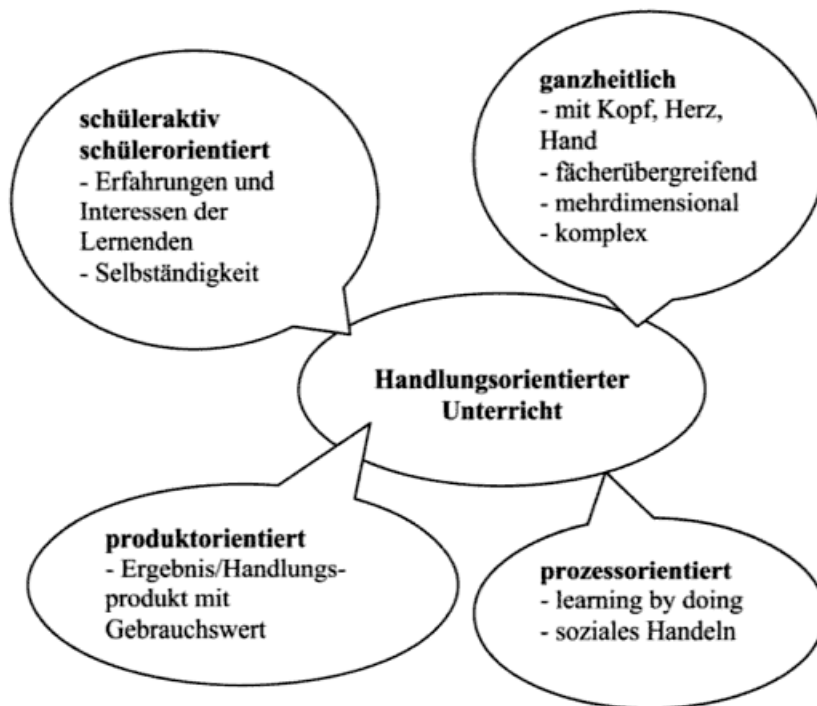 schüleraktiv
schülerorientiert
- Erfahrungen und
Interessen der
Lernenden
- Selbständigkeit
ganzheitlich
- mit Kopf, Herz,
Hand
- fächerübergreifend
- mehrdimensional
- komplex
Handlungsorientierter
Unterricht
produktorientiert
- Ergebnis/Handlungs-
produkt mit
Gebrauchswert
prozessorientiert
- learning by doing
- soziales Handeln